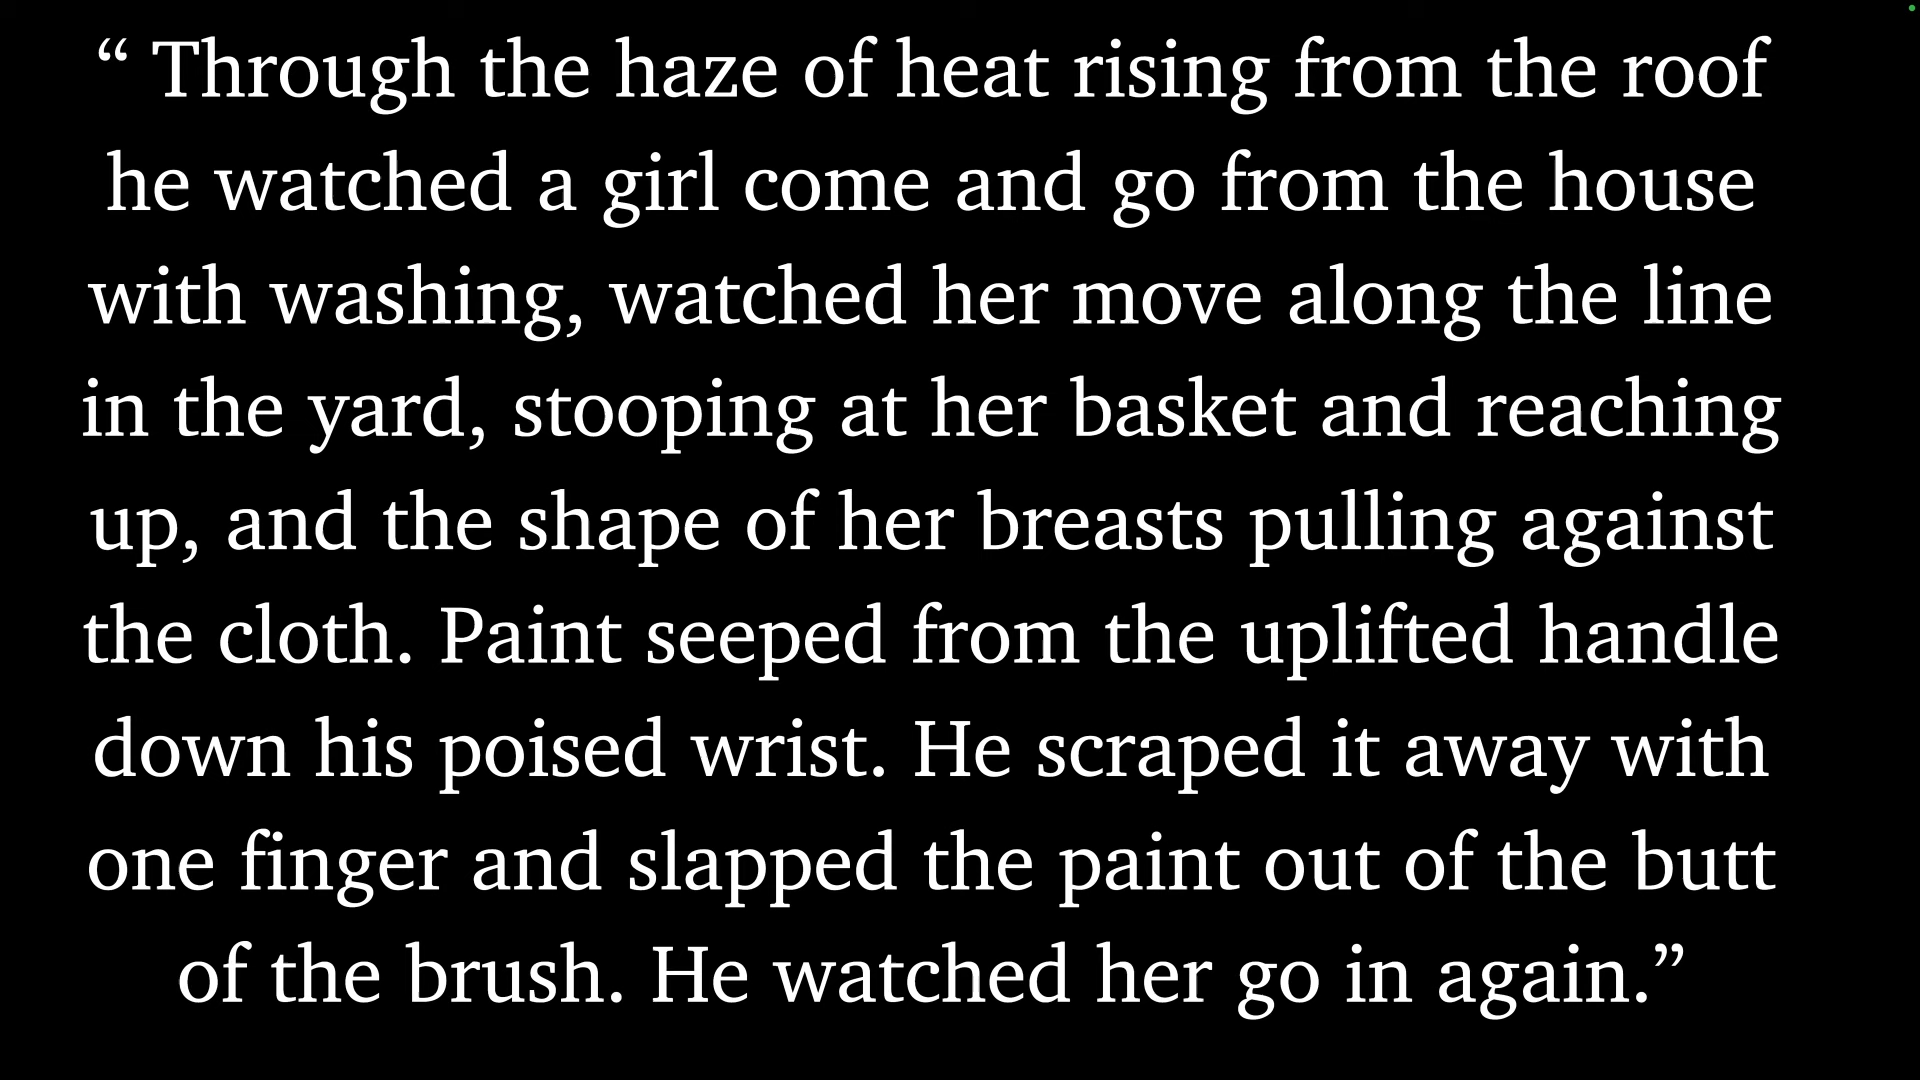 “ Through the haze of heat rising from the roof
he watched a girl come and go from the house
with washing, watched her move along the line
in the yard, stooping at her basket and reaching
up, and the shape of her breasts pulling against
the cloth. Paint seeped from the uplifted handle
down his poised wrist. He scraped it away with
one finger and slapped the paint out of the butt
of the brush. He watched her go in again.”